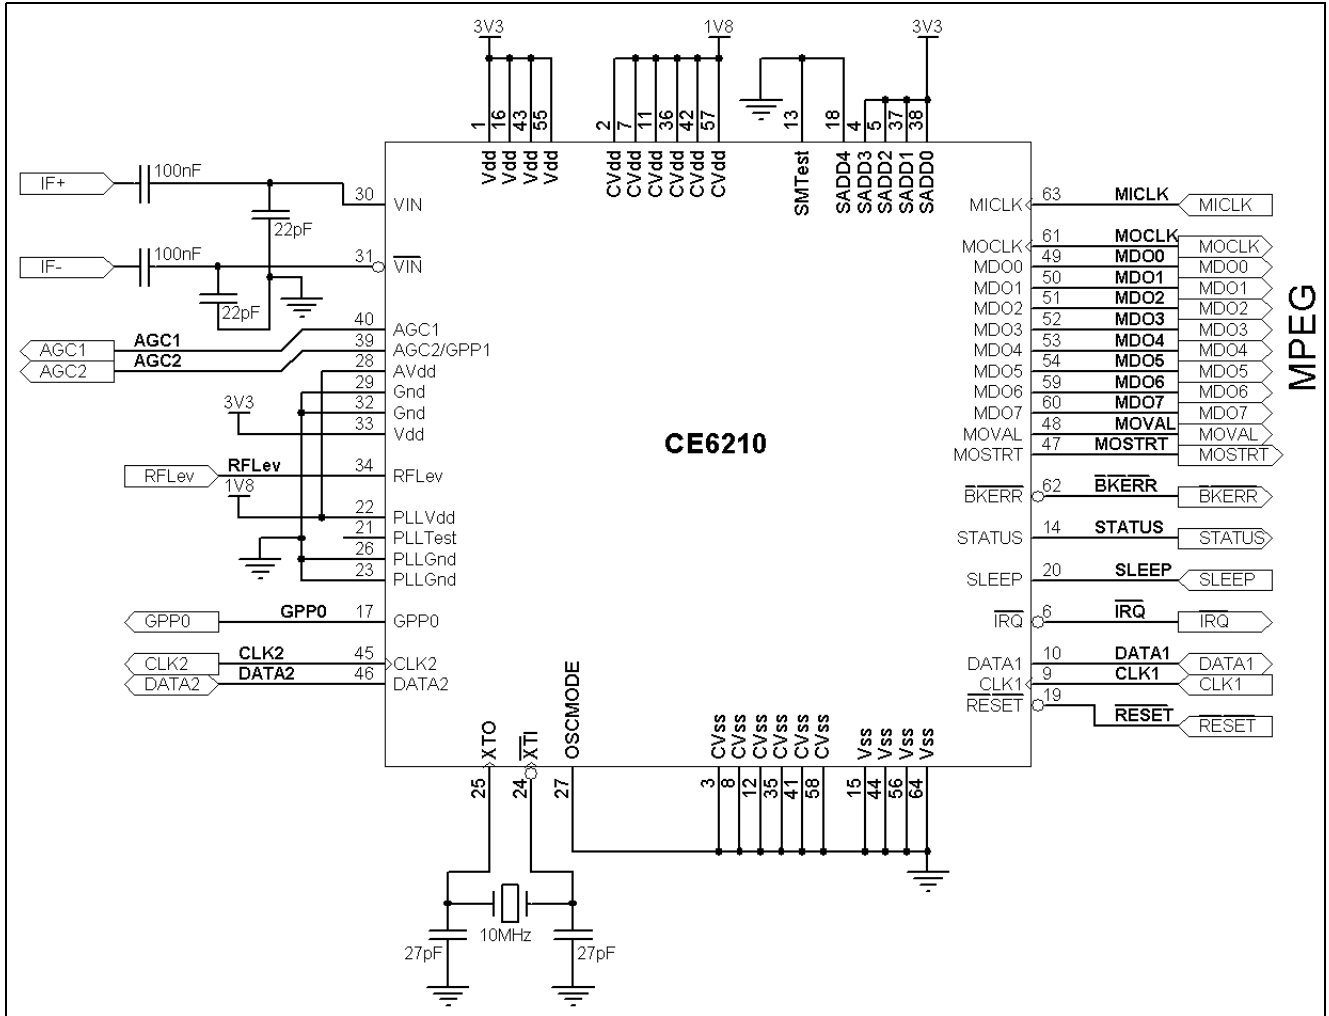 3V3
1V8
3V3
1 16 43 55
2 7 11 36 42 57
13 18 4 5 37 38
Vdd Vdd Vdd Vdd
CVdd CVdd CVdd CVdd CVdd CVdd
SMTest SADD4 SADD3 SADD2 SADD1 SADD0
IF+ 100nF 30 VIN
22pF
IF- 100nF 31 VIN
22pF
AGC1 AGC1 40 AGC1
AGC2 AGC2 39 AGC2/GPP1
28 AVdd
29 Gnd
32 Gnd
3V3 33 Vdd
RFLev RFLev 34 RFLev
1V8 22 PLLVdd
21 PLLTest
26 PLLGnd
23 PLLGnd
GPP0 GPP0 17 GPP0
CLK2 CLK2 45 CLK2
DATA2 DATA2 46 DATA2
CE6210
MICLK 63 MICLK MICLK
MOCLK 61 MOCLK MOCLK
MDO0 49 MDO0 MDO0
MDO1 50 MDO1 MDO1
MDO2 51 MDO2 MDO2
MDO3 52 MDO3 MDO3
MDO4 53 MDO4 MDO4
MDO5 54 MDO5 MDO5
MDO6 59 MDO6 MDO6
MDO7 60 MDO7 MDO7
MOVAL 48 MOVAL MOVAL
MOSTRT 47 MOSTRT MOSTRT
MPEG
BKERR 62 BKERR BKERR
STATUS 14 STATUS STATUS
SLEEP 20 SLEEP SLEEP
IRQ 6 IRQ IRQ
DATA1 10 DATA1 DATA1
CLK1 9 CLK1 CLK1
RESET 19 RESET RESET
XTO XTI OSCMODE
CVss CVss CVss CVss CVss CVss
Vss Vss Vss Vss
25 24 27
3 8 12 35 41 58
15 44 56 64
10MHz
27pF
27pF